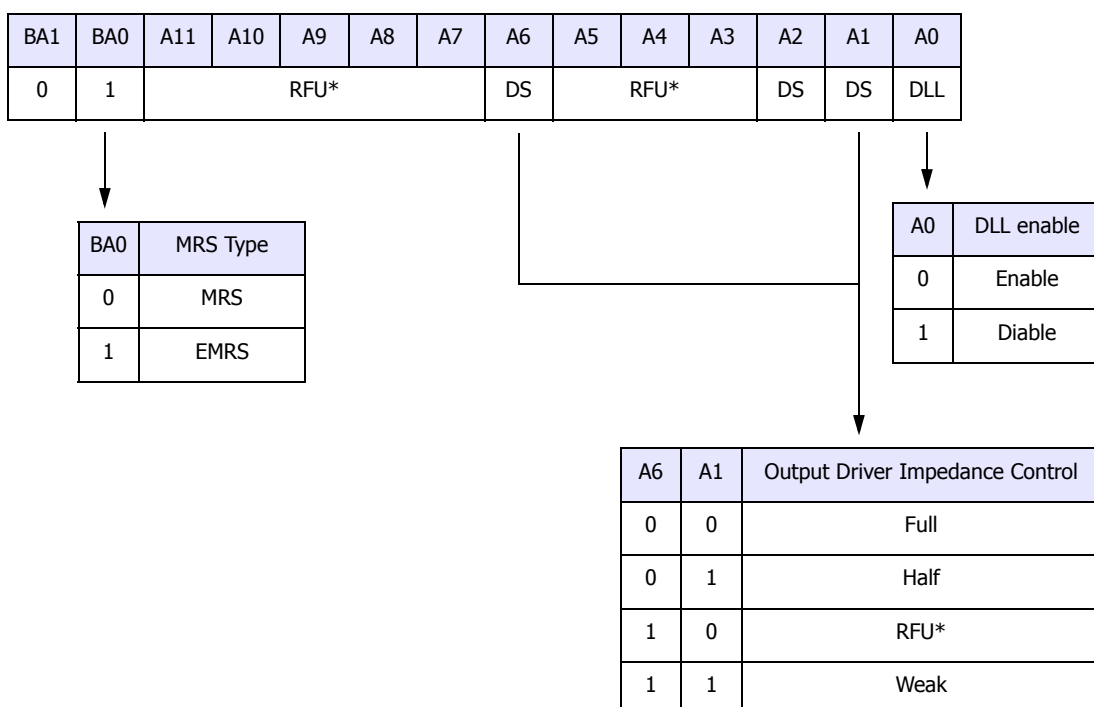 BA1 BA0 A11 A10 A9 A8 A7 A6 A5 A4 A3 A2 A1 A0
0 1 RFU* DS RFU* DS DS DLL
BA0 MRS Type
0 MRS
1 EMRS
A0 DLL enable
0 Enable
1 Diable
A6 A1 Output Driver Impedance Control
0 0 Full
0 1 Half
1 0 RFU*
1 1 Weak